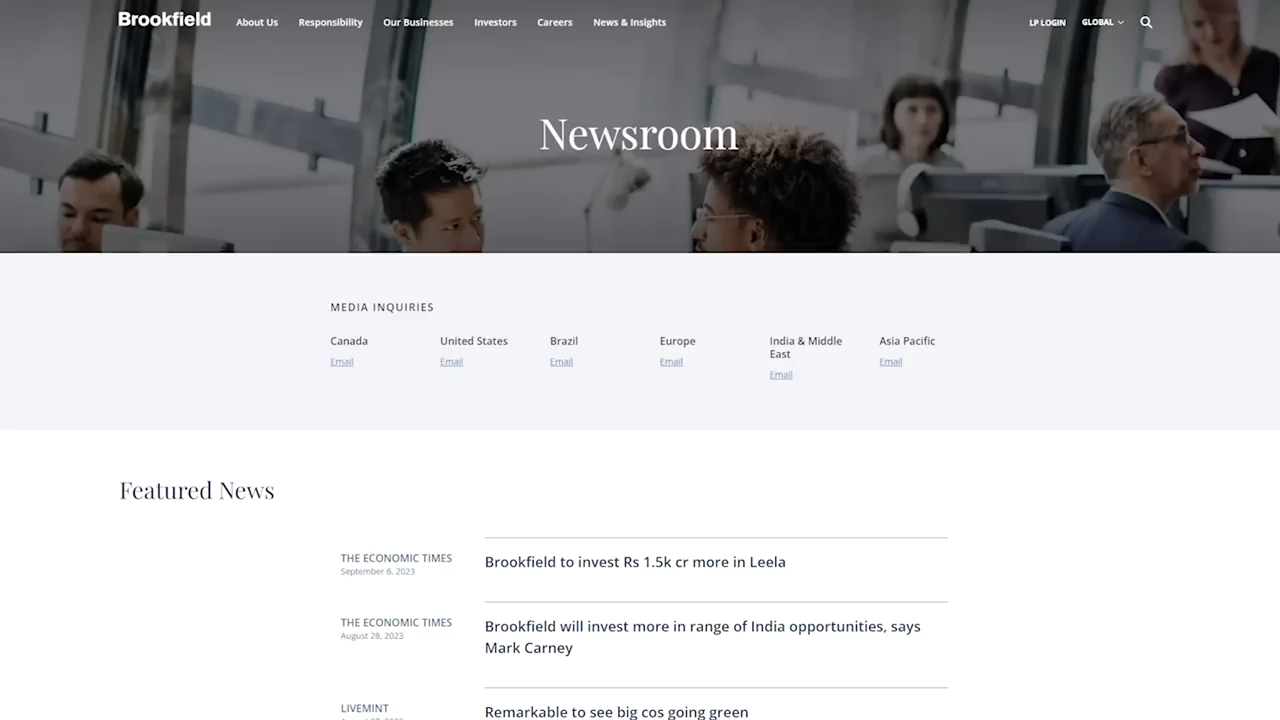 Brookfield About Us Responsibility Our Businesses Investors Careers News & Insights LP LOGIN GLOBAL
Newsroom
MEDIA INQUIRIES
Canada United States Brazil Europe India & Middle East Asia Pacific
Email Email Email Email Email Email
Featured News
THE ECONOMIC TIMES Brookfield to invest Rs 1.5k cr more in Leela
September 6, 2023
THE ECONOMIC TIMES Brookfield will invest more in range of India opportunities, says
August 28, 2023 Mark Carney
LIVEMINT Remarkable to see big cos going green